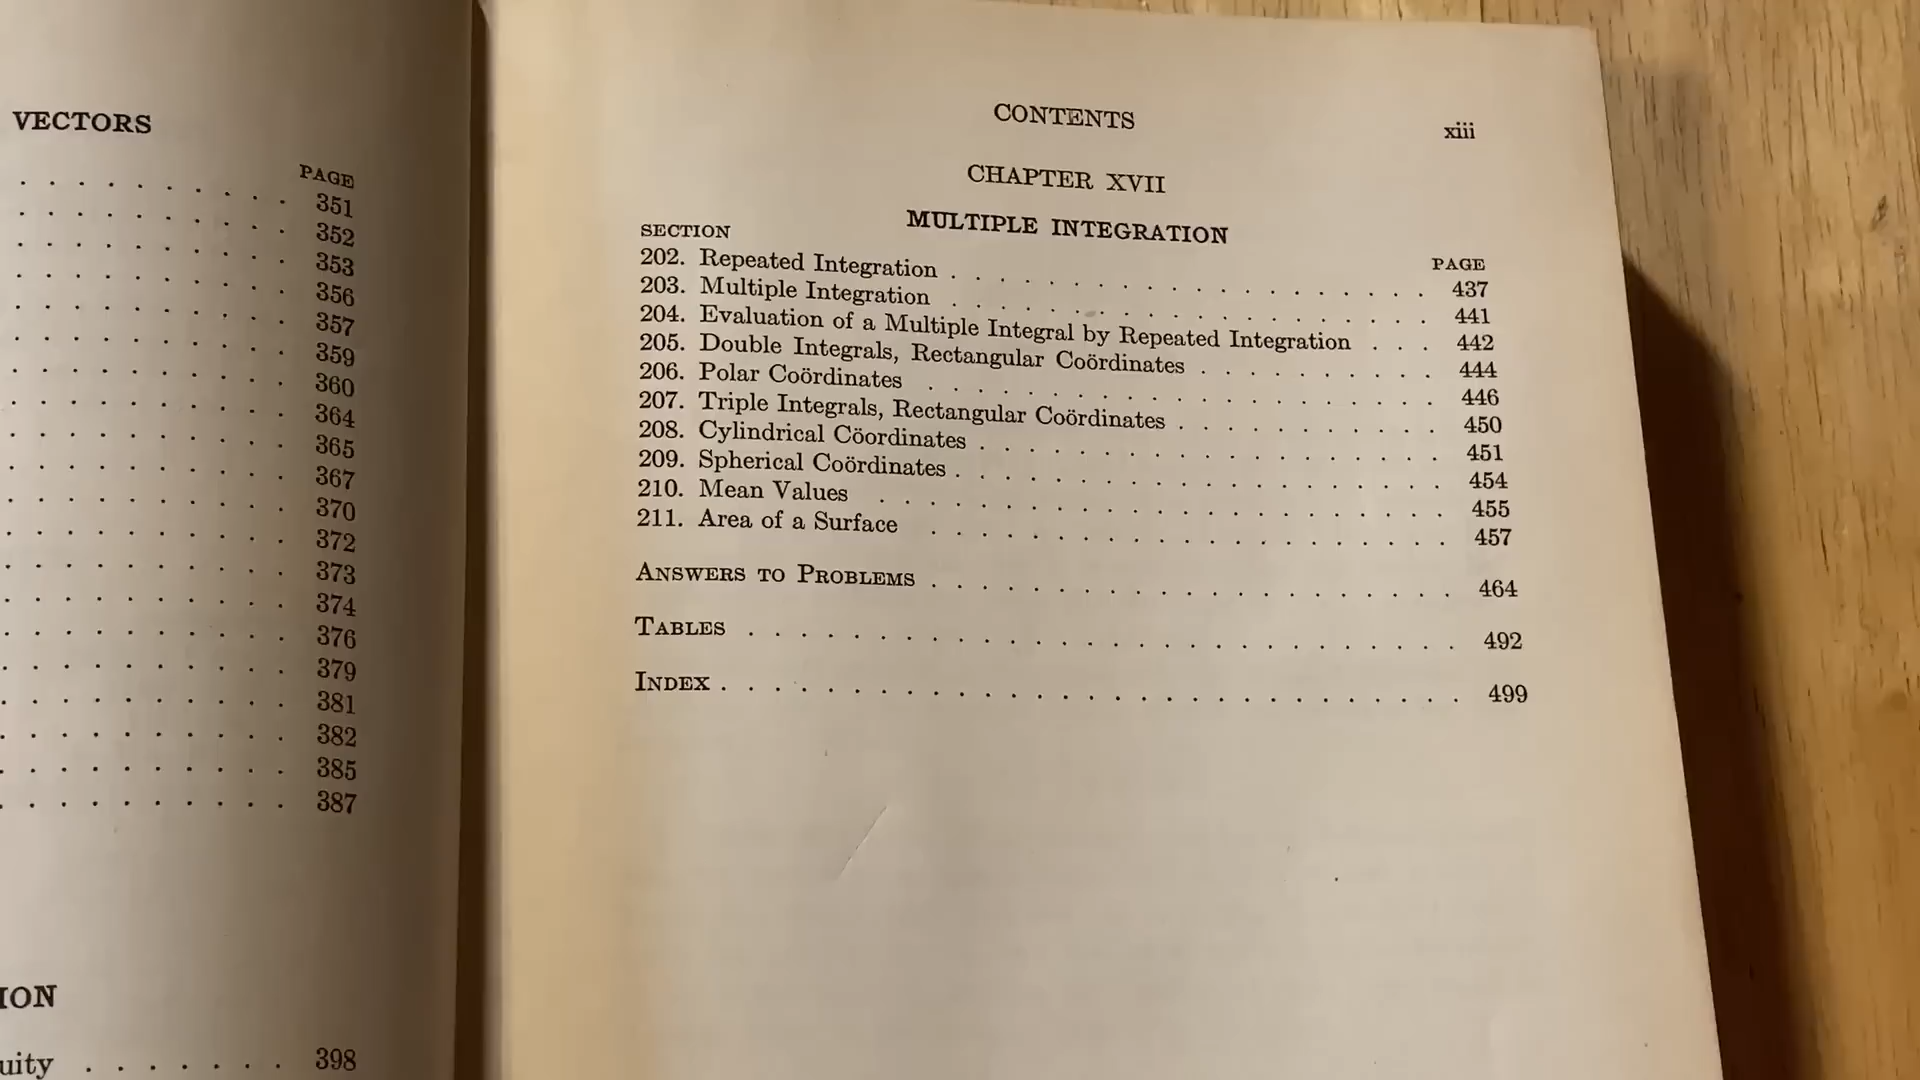 VECTORS
PAGE
. . . . . . . . . 351
. . . . . . . . . 352
. . . . . . . . . 353
. . . . . . . . . 356
. . . . . . . . . 357
. . . . . . . . . 359
. . . . . . . . . 360
. . . . . . . . . 364
. . . . . . . . . 365
. . . . . . . . . 367
. . . . . . . . . 370
. . . . . . . . . 372
. . . . . . . . . 373
. . . . . . . . . 374
. . . . . . . . . 376
. . . . . . . . . 379
. . . . . . . . . 381
. . . . . . . . . 382
. . . . . . . . . 385
. . . . . . . . . 387
ION
uity . . . . . . . 398
CONTENTS xiii
CHAPTER XVII
MULTIPLE INTEGRATION
SECTION PAGE
202. Repeated Integration . . . . . . . . . . . . . . . . . . . 437
203. Multiple Integration . . . . . . . . . . . . . . . . . . . 441
204. Evaluation of a Multiple Integral by Repeated Integration . . . 442
205. Double Integrals, Rectangular Coördinates . . . . . . . . . . 444
206. Polar Coördinates . . . . . . . . . . . . . . . . . . . . 446
207. Triple Integrals, Rectangular Coördinates . . . . . . . . . . . 450
208. Cylindrical Cöordinates . . . . . . . . . . . . . . . . . . 451
209. Spherical Coördinates . . . . . . . . . . . . . . . . . . . 454
210. Mean Values . . . . . . . . . . . . . . . . . . . . . . 455
211. Area of a Surface . . . . . . . . . . . . . . . . . . . . 457
ANSWERS TO PROBLEMS . . . . . . . . . . . . . . . . . . . . 464
TABLES . . . . . . . . . . . . . . . . . . . . . . . . . . . 492
INDEX . . . . . . . . . . . . . . . . . . . . . . . . . . . . 499